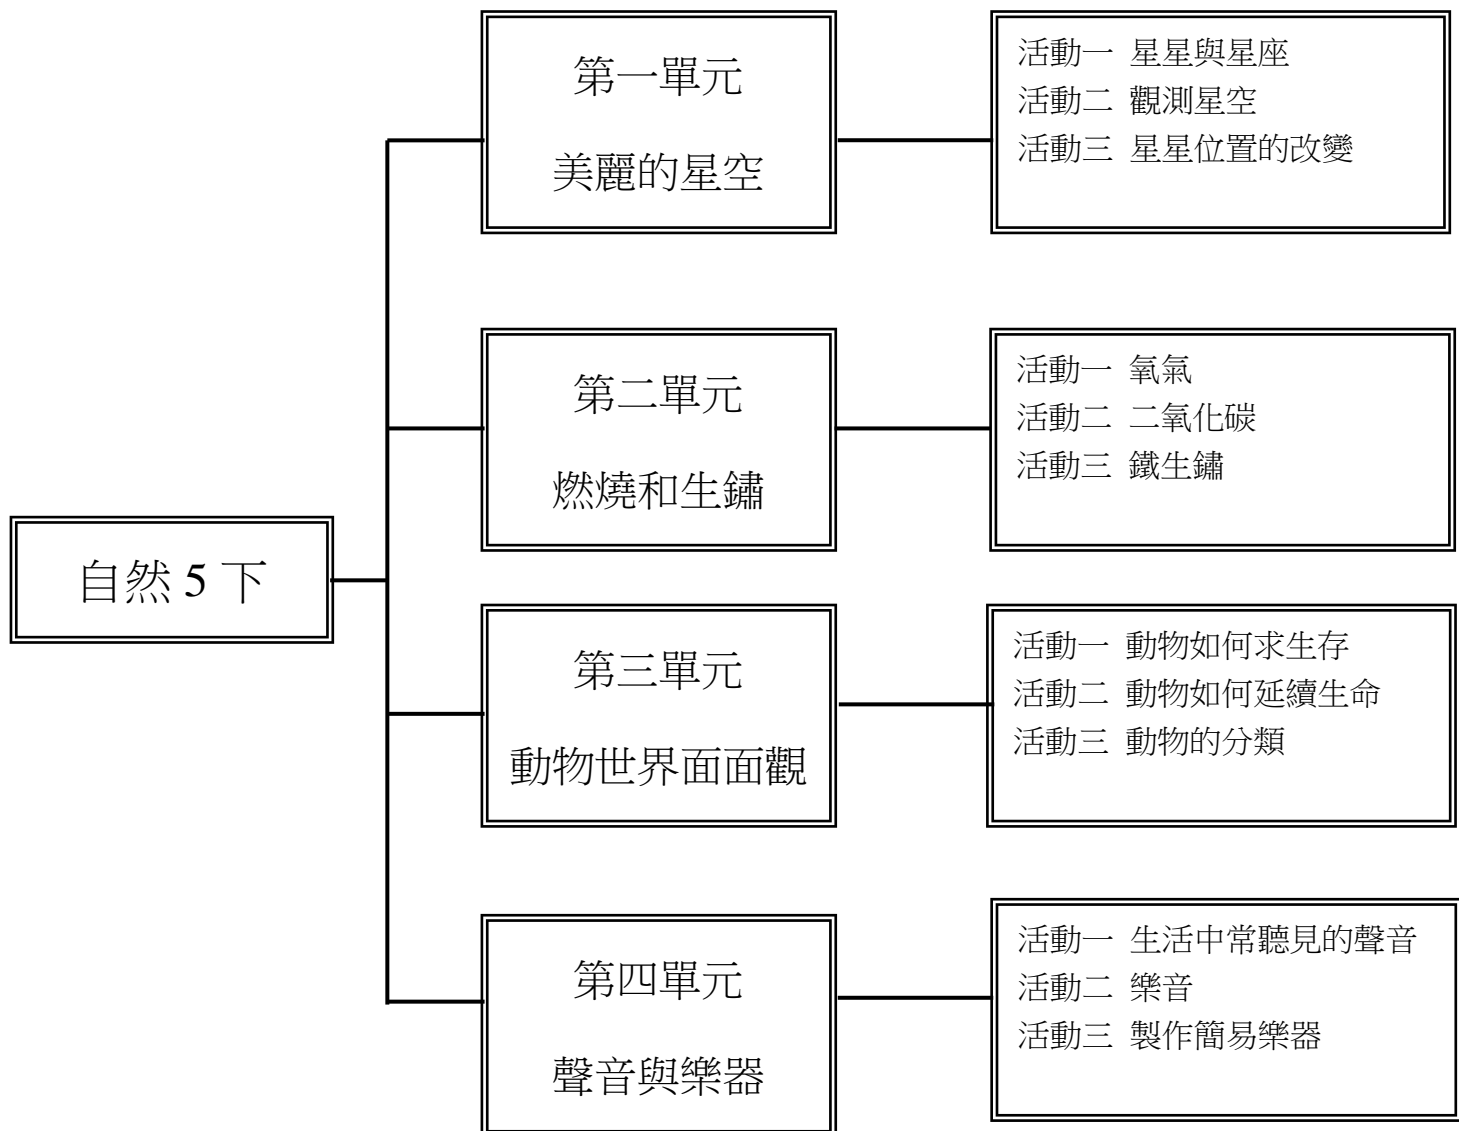 自然 5 下
第一單元
美麗的星空
活動一 星星與星座
活動二 觀測星空
活動三 星星位置的改變
第二單元
燃燒和生鏽
活動一 氧氣
活動二 二氧化碳
活動三 鐵生鏽
第三單元
動物世界面面觀
活動一 動物如何求生存
活動二 動物如何延續生命
活動三 動物的分類
第四單元
聲音與樂器
活動一 生活中常聽見的聲音
活動二 樂音
活動三 製作簡易樂器